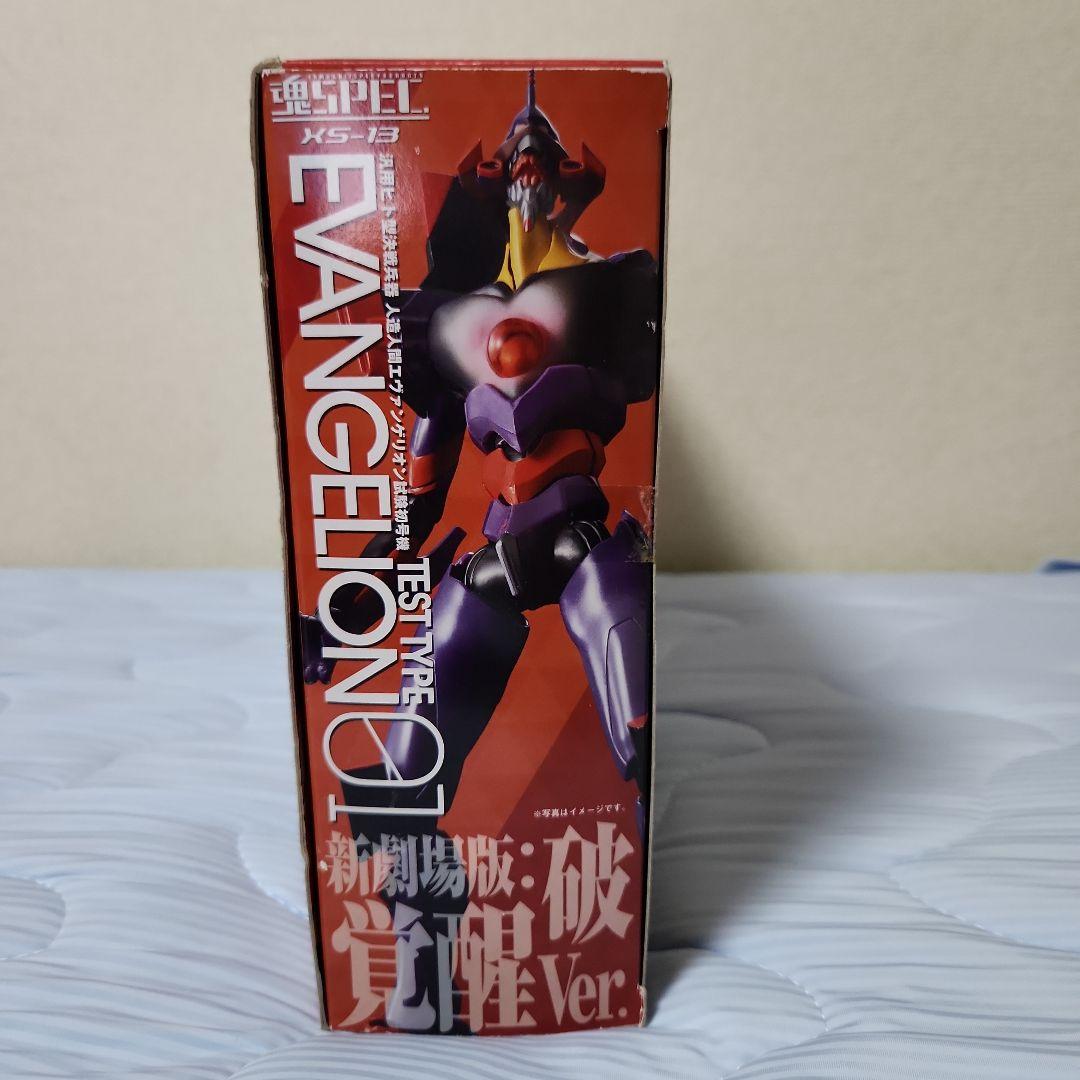 魂SPEC
XS-13
汎用ヒト型決戦兵器 人造人間エヴァンゲリオン試験初号機
EVANGELION 01
TEST TYPE
※写真はイメージです。
新劇場版:破
覚醒Ver.